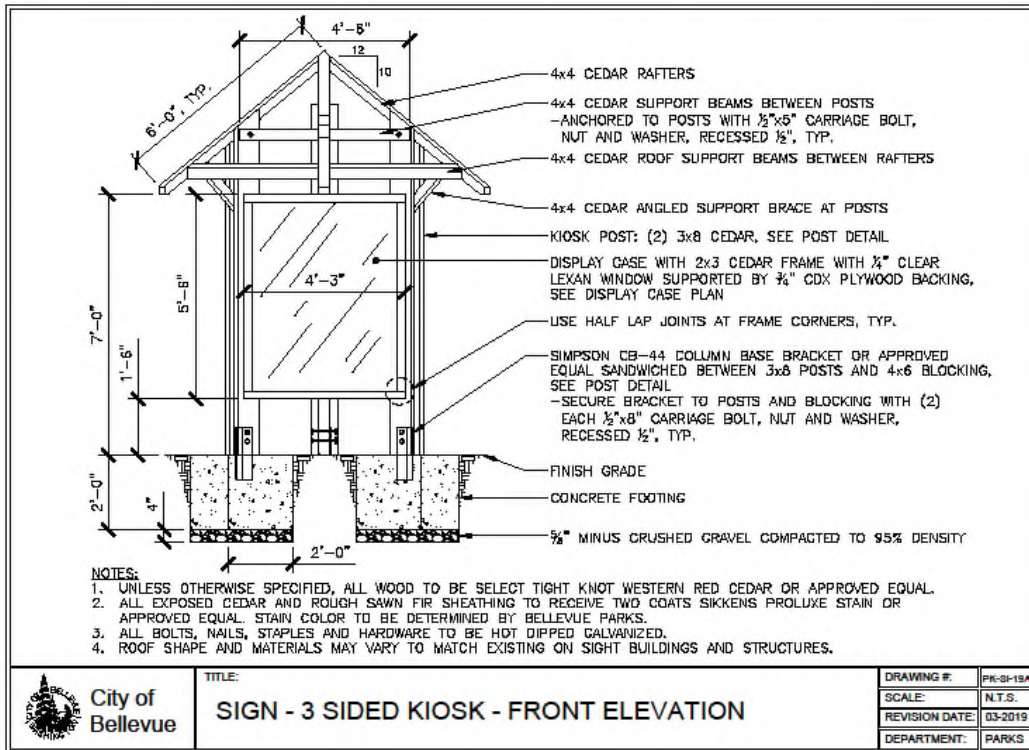 4'-6"
12
10
6'-0", TYP.
4x4 CEDAR RAFTERS
4x4 CEDAR SUPPORT BEAMS BETWEEN POSTS
-ANCHORED TO POSTS WITH ½"x5" CARRIAGE BOLT,
NUT AND WASHER, RECESSED ½", TYP.
4x4 CEDAR ROOF SUPPORT BEAMS BETWEEN RAFTERS
4x4 CEDAR ANGLED SUPPORT BRACE AT POSTS
KIOSK POST: (2) 3x8 CEDAR, SEE POST DETAIL
DISPLAY CASE WITH 2x3 CEDAR FRAME WITH ¼" CLEAR
LEXAN WINDOW SUPPORTED BY ¾" CDX PLYWOOD BACKING,
SEE DISPLAY CASE PLAN
4'-3"
5'-6"
7'-0"
1'-6"
USE HALF LAP JOINTS AT FRAME CORNERS, TYP.
SIMPSON CB-44 COLUMN BASE BRACKET OR APPROVED
EQUAL SANDWICHED BETWEEN 3x8 POSTS AND 4x6 BLOCKING,
SEE POST DETAIL
-SECURE BRACKET TO POSTS AND BLOCKING WITH (2)
EACH ½"x8" CARRIAGE BOLT, NUT AND WASHER,
RECESSED ½", TYP.
FINISH GRADE
CONCRETE FOOTING
⅝" MINUS CRUSHED GRAVEL COMPACTED TO 95% DENSITY
2'-0"
4"
2'-0"
NOTES:
1. UNLESS OTHERWISE SPECIFIED, ALL WOOD TO BE SELECT TIGHT KNOT WESTERN RED CEDAR OR APPROVED EQUAL.
2. ALL EXPOSED CEDAR AND ROUGH SAWN FIR SHEATHING TO RECEIVE TWO COATS SIKKENS PROLUXE STAIN OR
APPROVED EQUAL. STAIN COLOR TO BE DETERMINED BY BELLEVUE PARKS.
3. ALL BOLTS, NAILS, STAPLES AND HARDWARE TO BE HOT DIPPED GALVANIZED.
4. ROOF SHAPE AND MATERIALS MAY VARY TO MATCH EXISTING ON SIGHT BUILDINGS AND STRUCTURES.
City of
Bellevue
TITLE:
SIGN - 3 SIDED KIOSK - FRONT ELEVATION
DRAWING #: PK-SI-19A
SCALE: N.T.S.
REVISION DATE: 03-2019
DEPARTMENT: PARKS